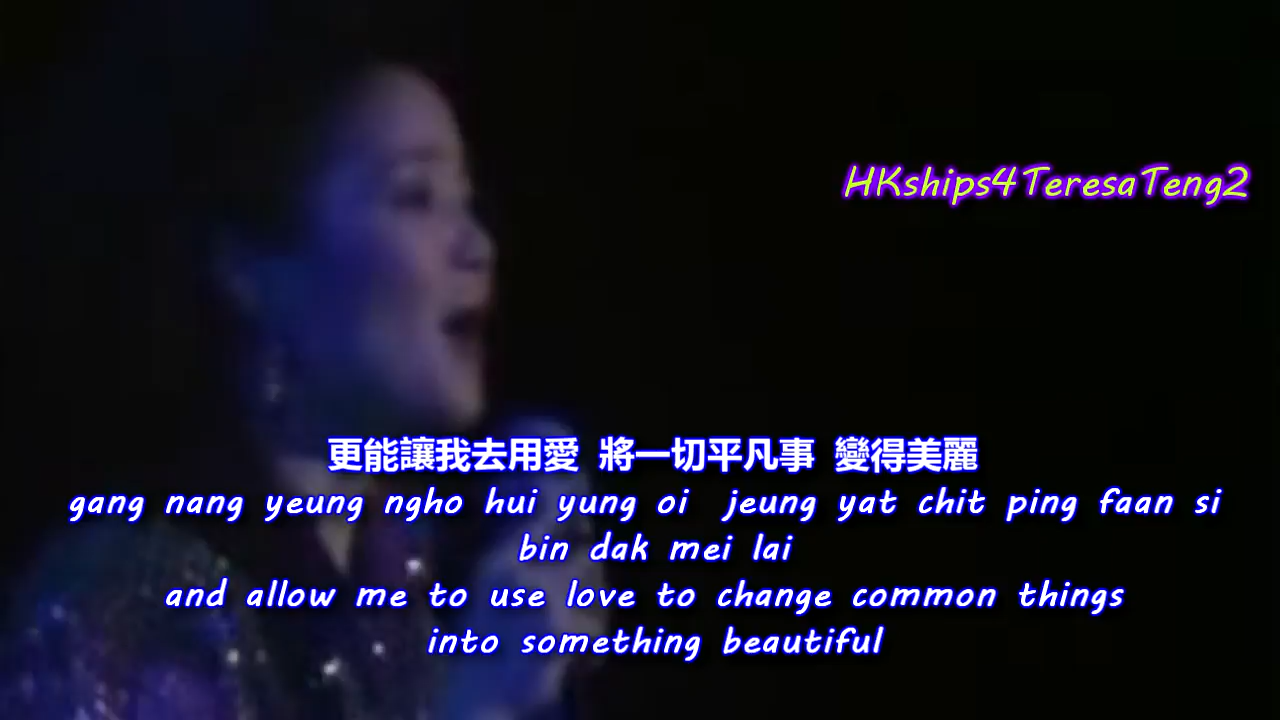 HKships4TeresaTeng2
更能讓我去用愛 將一切平凡事 變得美麗
gang nang yeung ngho hui yung oi jeung yat chit ping faan si
bin dak mei lai
and allow me to use love to change common things
into something beautiful